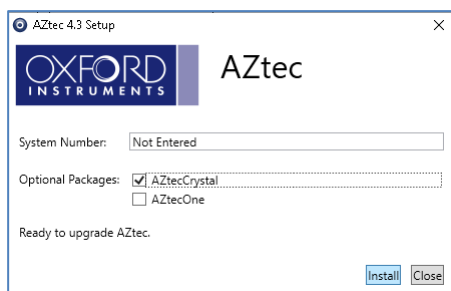 AZtec 4.3 Setup
OXFORD
INSTRUMENTS
AZtec
System Number: Not Entered
Optional Packages: AZtecCrystal
AZtecOne
Ready to upgrade AZtec.
Install Close